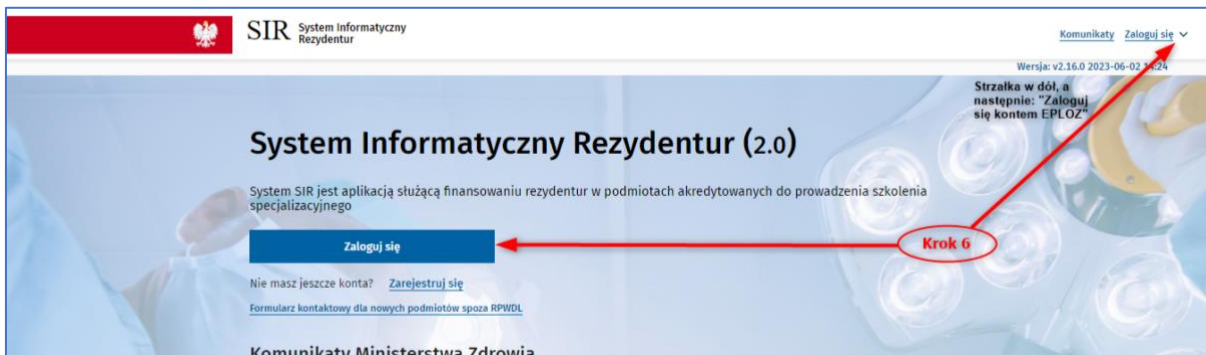 SIR System Informatyczny
Rezydentur
Komunikaty Zaloguj się
Wersja: v2.16.0 2023-06-02 14:24
Strzałka w dół, a
następnie: "Zaloguj
się kontem EPLOZ"
System Informatyczny Rezydentur (2.0)
System SIR jest aplikacją służącą finansowaniu rezydentur w podmiotach akredytowanych do prowadzenia szkolenia
specjalizacyjnego
Zaloguj się
Krok 6
Nie masz jeszcze konta? Zarejestruj się
Formularz kontaktowy dla nowych podmiotów spoza RPWDL
Komunikaty Ministerstwa Zdrowia